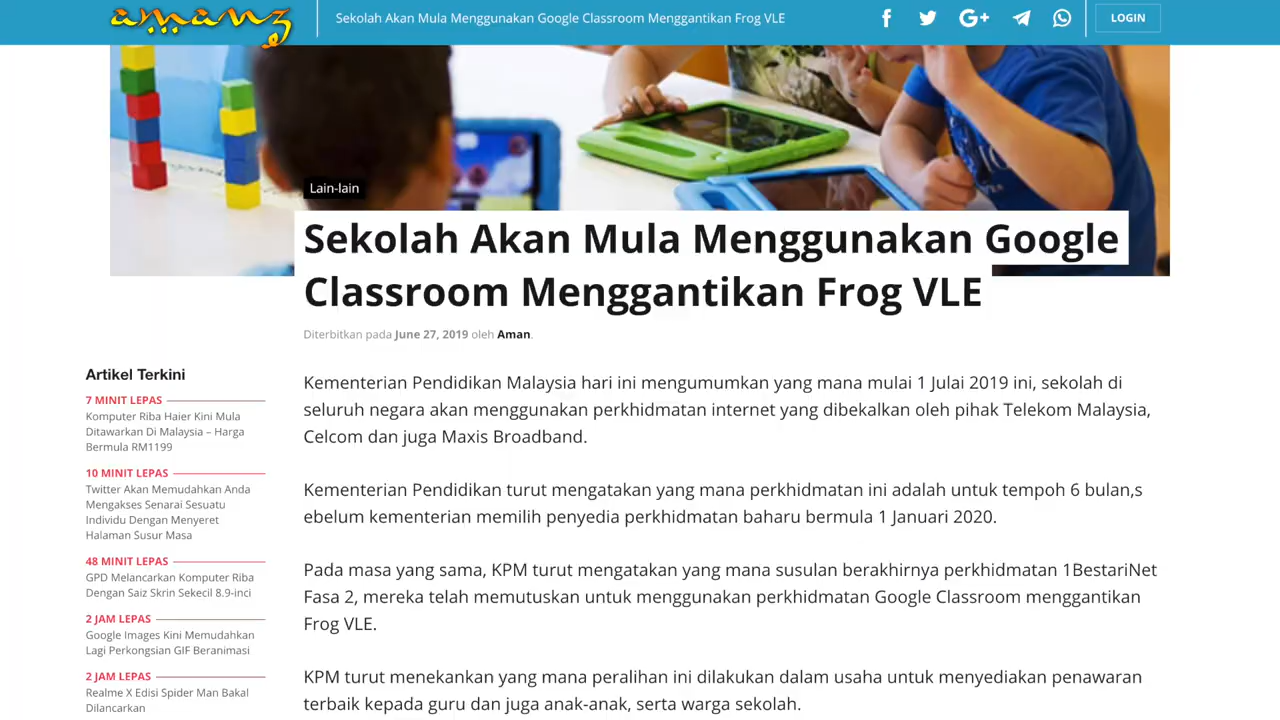 amanz
Sekolah Akan Mula Menggunakan Google Classroom Menggantikan Frog VLE
LOGIN
Lain-lain
Sekolah Akan Mula Menggunakan Google
Classroom Menggantikan Frog VLE
Diterbitkan pada June 27, 2019 oleh Aman.
Artikel Terkini
7 MINIT LEPAS
Komputer Riba Haier Kini Mula
Ditawarkan Di Malaysia – Harga
Bermula RM1199
10 MINIT LEPAS
Twitter Akan Memudahkan Anda
Mengakses Senarai Sesuatu
Individu Dengan Menyeret
Halaman Susur Masa
48 MINIT LEPAS
GPD Melancarkan Komputer Riba
Dengan Saiz Skrin Sekecil 8.9-inci
2 JAM LEPAS
Google Images Kini Memudahkan
Lagi Perkongsian GIF Beranimasi
2 JAM LEPAS
Realme X Edisi Spider Man Bakal
Dilancarkan
Kementerian Pendidikan Malaysia hari ini mengumumkan yang mana mulai 1 Julai 2019 ini, sekolah di
seluruh negara akan menggunakan perkhidmatan internet yang dibekalkan oleh pihak Telekom Malaysia,
Celcom dan juga Maxis Broadband.
Kementerian Pendidikan turut mengatakan yang mana perkhidmatan ini adalah untuk tempoh 6 bulan,s
ebelum kementerian memilih penyedia perkhidmatan baharu bermula 1 Januari 2020.
Pada masa yang sama, KPM turut mengatakan yang mana susulan berakhirnya perkhidmatan 1BestariNet
Fasa 2, mereka telah memutuskan untuk menggunakan perkhidmatan Google Classroom menggantikan
Frog VLE.
KPM turut menekankan yang mana peralihan ini dilakukan dalam usaha untuk menyediakan penawaran
terbaik kepada guru dan juga anak-anak, serta warga sekolah.